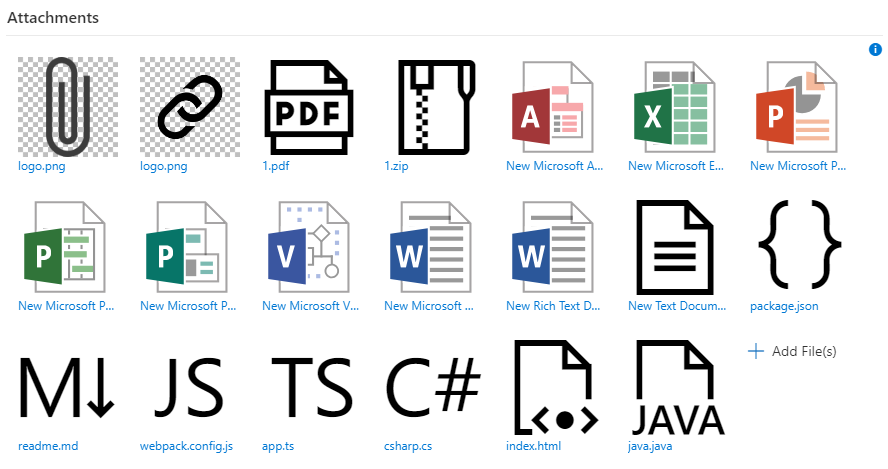 Attachments
i
PDF
A
X
P
logo.png
logo.png
1.pdf
1.zip
New Microsoft A...
New Microsoft E...
New Microsoft P...
P
P
V
W
W
New Microsoft P...
New Microsoft P...
New Microsoft V...
New Microsoft ...
New Rich Text D...
New Text Docum...
package.json
{ }
M↓
JS
TS
C#
JAVA
Add File(s)
readme.md
webpack.config.js
app.ts
csharp.cs
index.html
java.java